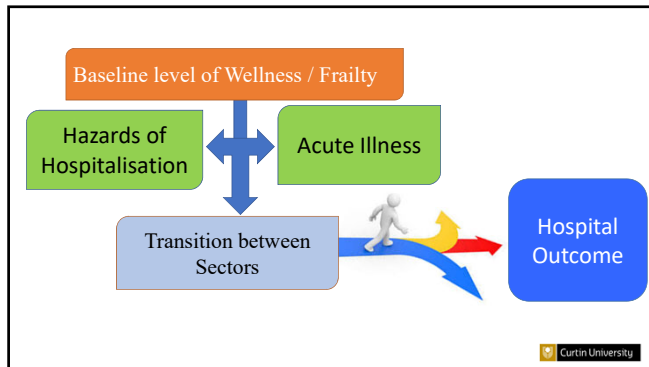 Baseline level of Wellness / Frailty
Hazards of
Hospitalisation
Acute Illness
Transition between
Sectors
Hospital
Outcome
Curtin University